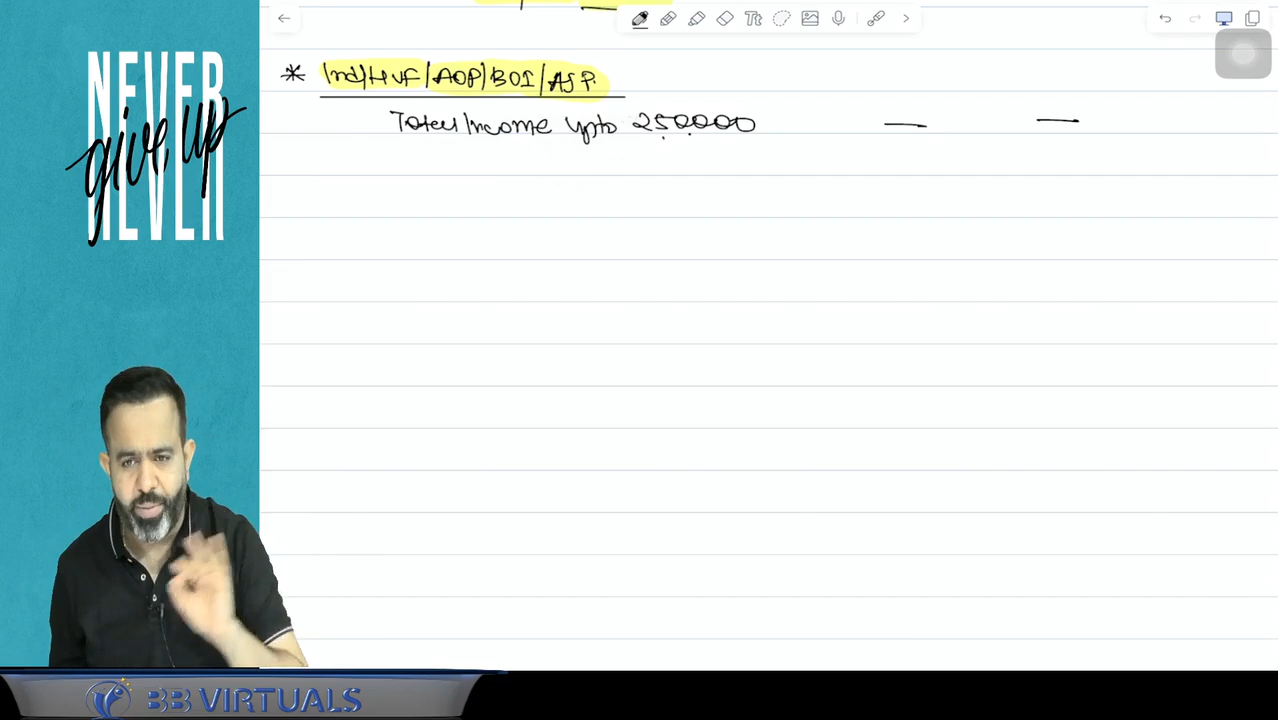 NEVER
give up
NEVER
* Ind/HUF/AOP/BOI/AJP
Total Income upto 250000 — —
BB VIRTUALS